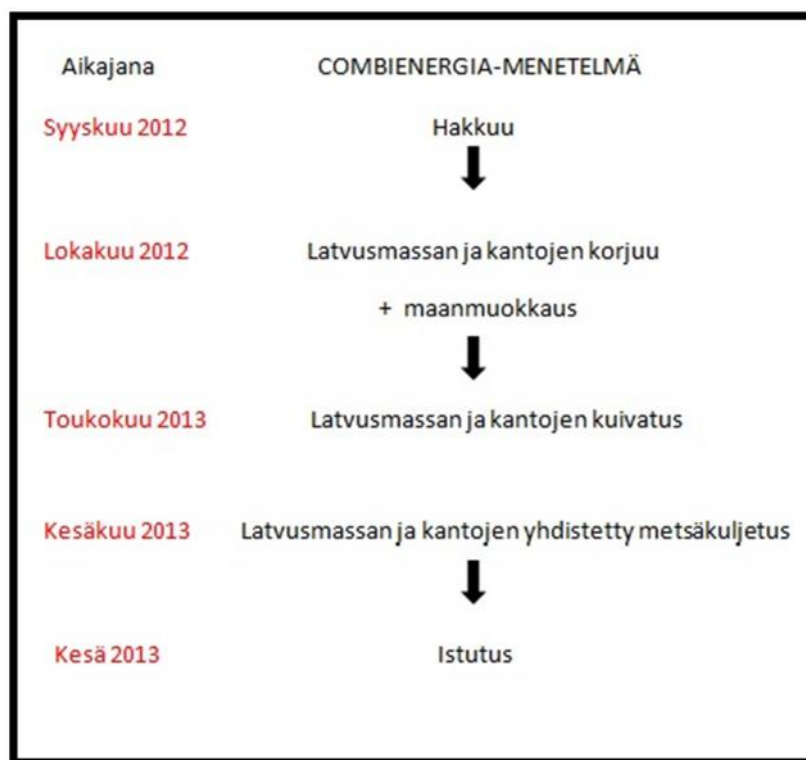 Aikajana COMBIENERGIA-MENETELMÄ
Syyskuu 2012 Hakkuu
Lokakuu 2012 Latvusmassan ja kantojen korjuu
+ maanmuokkaus
Toukokuu 2013 Latvusmassan ja kantojen kuivatus
Kesäkuu 2013 Latvusmassan ja kantojen yhdistetty metsäkuljetus
Kesä 2013 Istutus